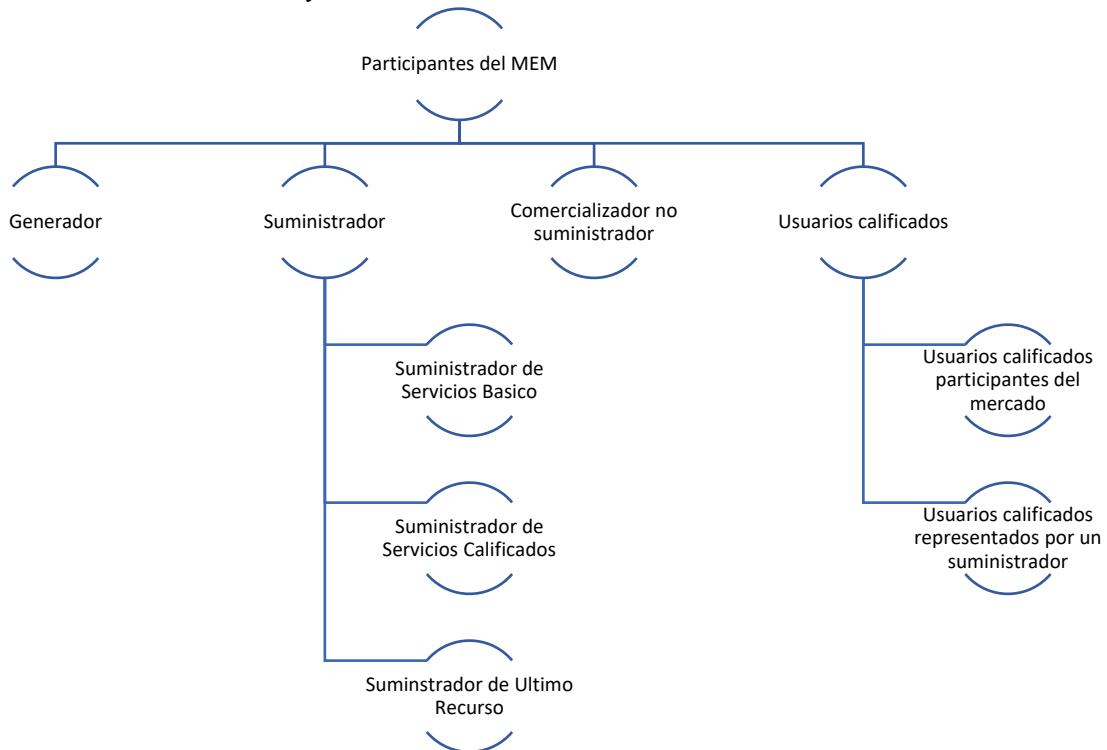 Participantes del MEM
Generador
Suministrador
Comercializador no
suministrador
Usuarios calificados
Suministrador de
Servicios Basico
Usuarios calificados
participantes del
mercado
Suministrador de
Servicios Calificados
Usuarios calificados
representados por un
suministrador
Suminstrador de Ultimo
Recurso